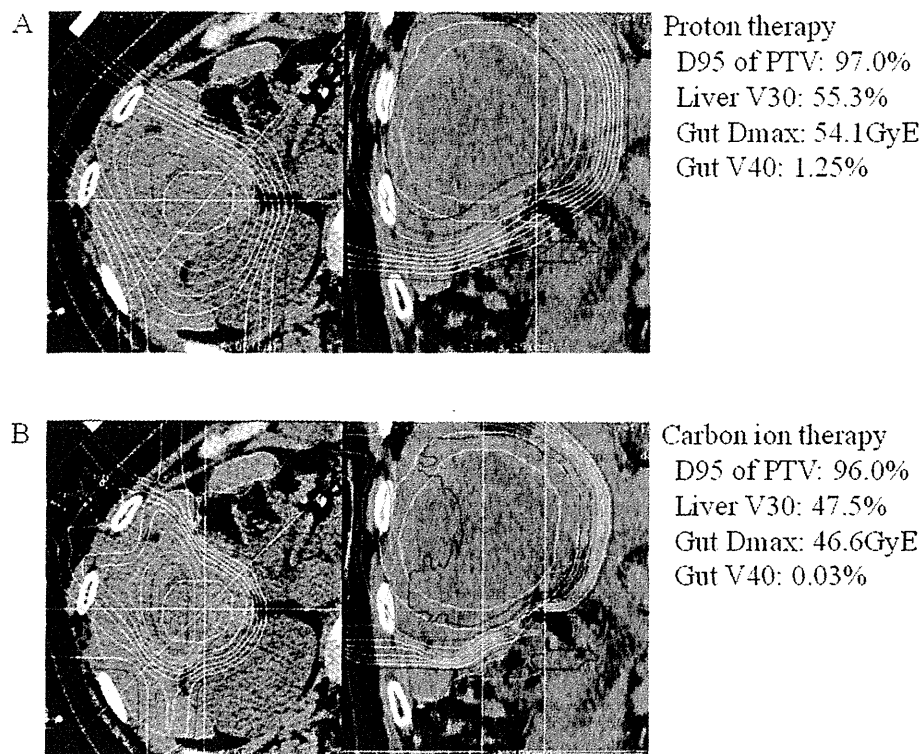 A
Proton therapy
D95 of PTV: 97.0%
Liver V30: 55.3%
Gut Dmax: 54.1GyE
Gut V40: 1.25%
B
Carbon ion therapy
D95 of PTV: 96.0%
Liver V30: 47.5%
Gut Dmax: 46.6GyE
Gut V40: 0.03%